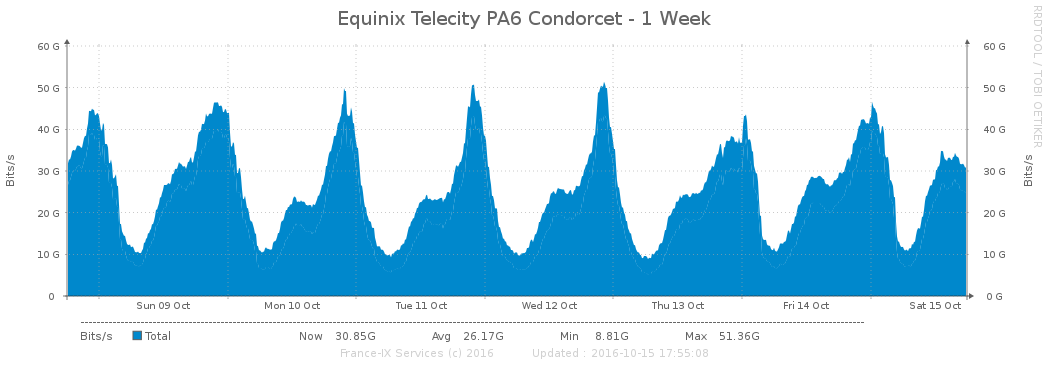 Equinix Telecity PA6 Condorcet - 1 Week
RRDTOOL / TOBI OETIKER
Bits/s
60 G
50 G
40 G
30 G
20 G
10 G
0
60 G
50 G
40 G
30 G
20 G
10 G
0 G
Bits/s
Sun 09 Oct Mon 10 Oct Tue 11 Oct Wed 12 Oct Thu 13 Oct Fri 14 Oct Sat 15 Oct
Bits/s Total Now 30.85G Avg 26.17G Min 8.81G Max 51.36G
France-IX Services (c) 2016 Updated : 2016-10-15 17:55:08